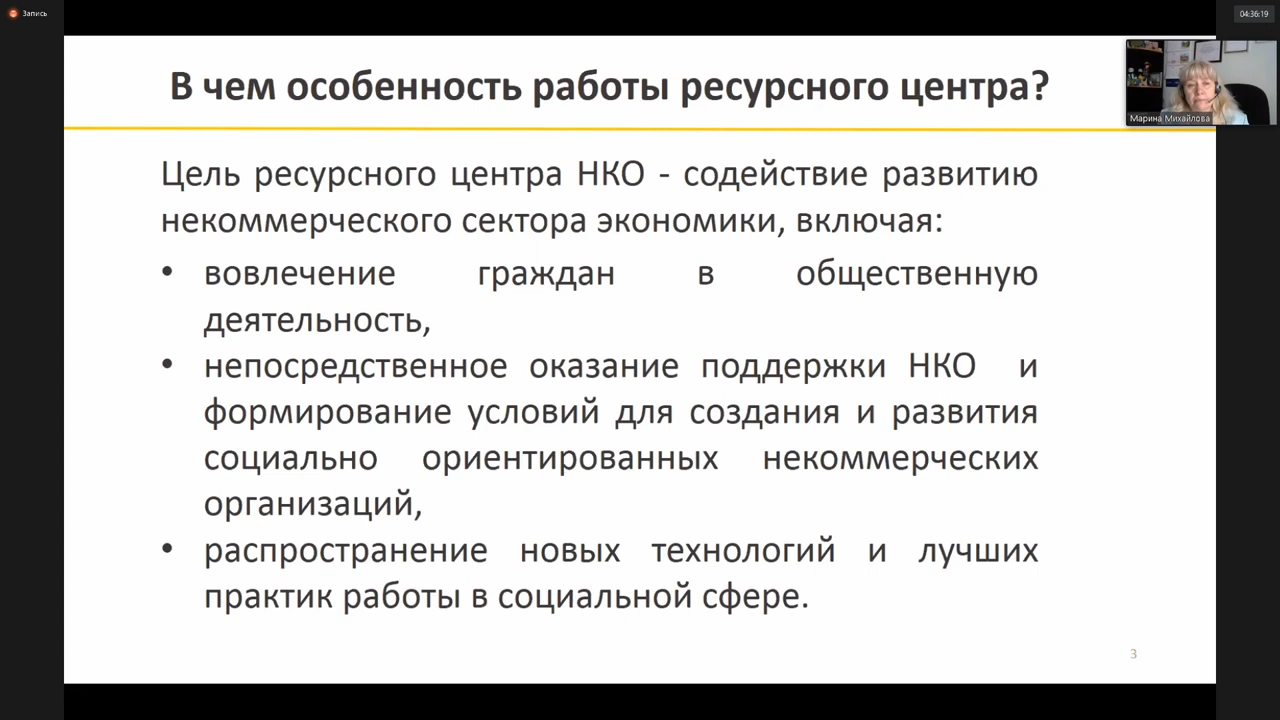 Запись
04:36:19
В чем особенность работы ресурсного центра?
Марина Михайлова
Цель ресурсного центра НКО - содействие развитию
некоммерческого сектора экономики, включая:
• вовлечение граждан в общественную
деятельность,
• непосредственное оказание поддержки НКО и
формирование условий для создания и развития
социально ориентированных некоммерческих
организаций,
• распространение новых технологий и лучших
практик работы в социальной сфере.
3